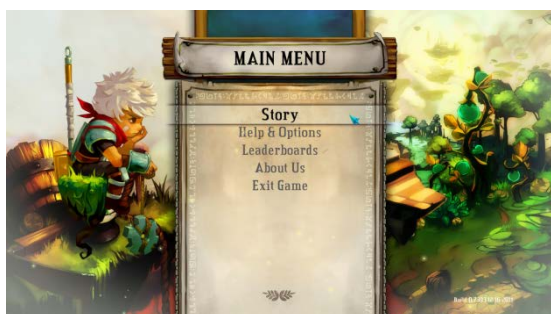 MAIN MENU
Story
Help & Options
Leaderboards
About Us
Exit Game